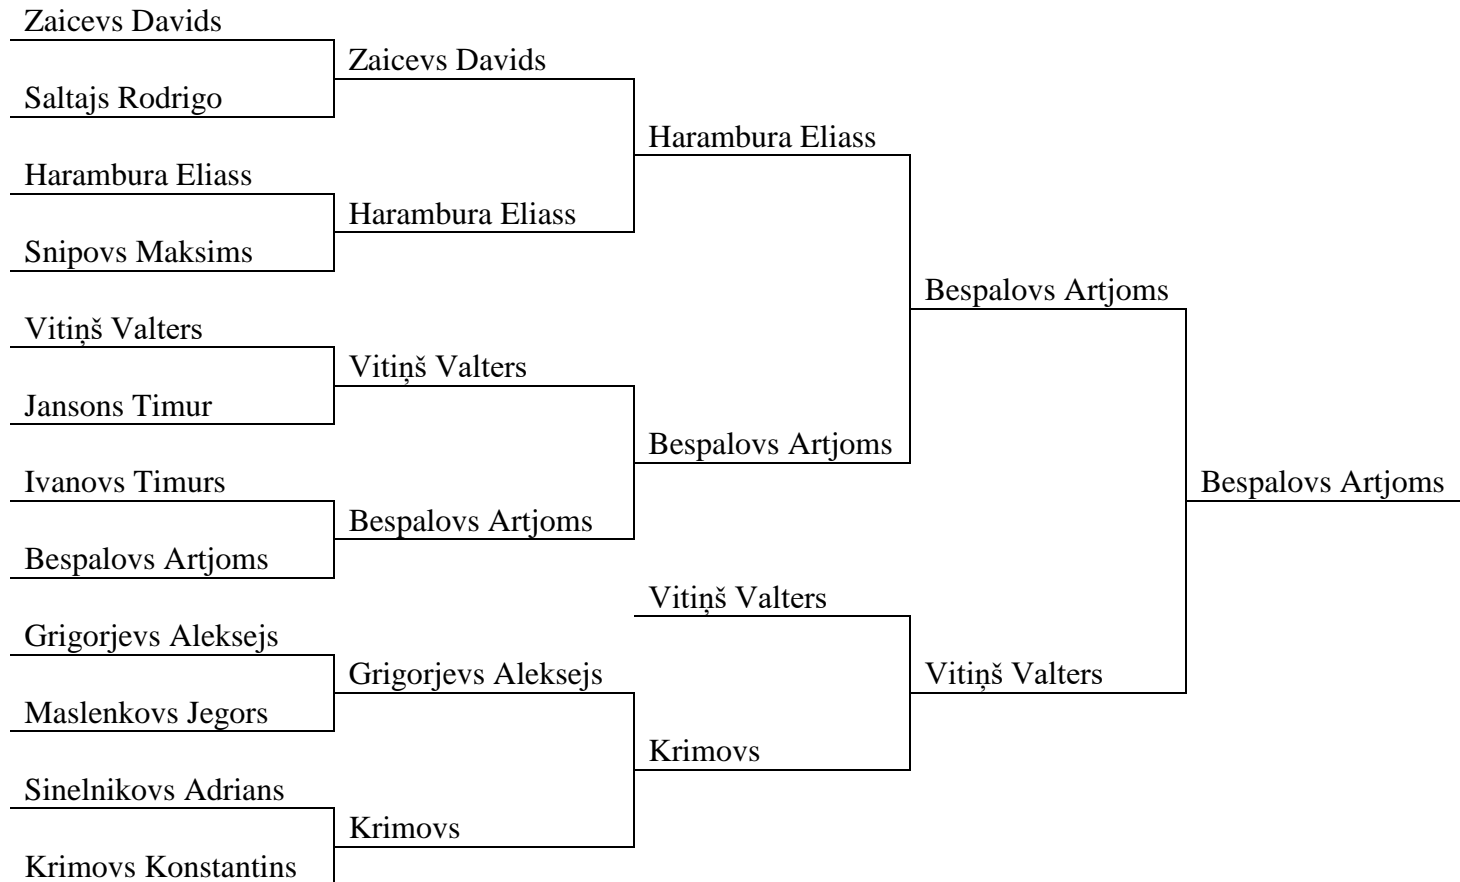 Zaicevs Davids
Zaicevs Davids
Saltajs Rodrigo
Harambura Eliass
Harambura Eliass
Harambura Eliass
Snipovs Maksims
Bespalovs Artjoms
Vitiņš Valters
Vitiņš Valters
Jansons Timur
Bespalovs Artjoms
Ivanovs Timurs
Bespalovs Artjoms
Bespalovs Artjoms
Bespalovs Artjoms
Vitiņš Valters
Grigorjevs Aleksejs
Grigorjevs Aleksejs
Vitiņš Valters
Maslenkovs Jegors
Krimovs
Sinelnikovs Adrians
Krimovs
Krimovs Konstantins